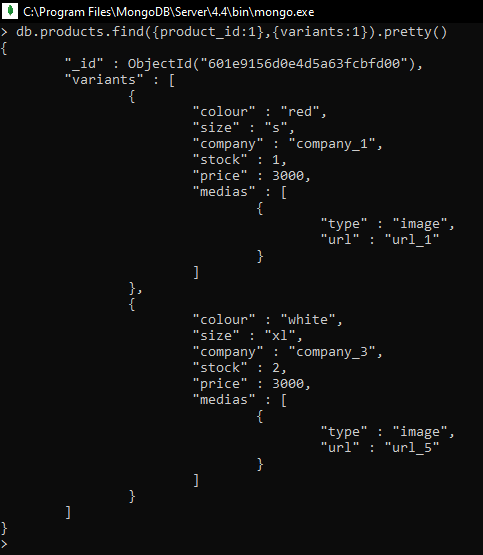 C:\Program Files\MongoDB\Server\4.4\bin\mongo.exe
> db.products.find({product_id:1},{variants:1}).pretty()
{
        "_id" : ObjectId("601e9156d0e4d5a63fcbfd00"),
        "variants" : [
                {
                        "colour" : "red",
                        "size" : "s",
                        "company" : "company_1",
                        "stock" : 1,
                        "price" : 3000,
                        "medias" : [
                                {
                                        "type" : "image",
                                        "url" : "url_1"
                                }
                        ]
                },
                {
                        "colour" : "white",
                        "size" : "xl",
                        "company" : "company_3",
                        "stock" : 2,
                        "price" : 3000,
                        "medias" : [
                                {
                                        "type" : "image",
                                        "url" : "url_5"
                                }
                        ]
                }
        ]
}
>